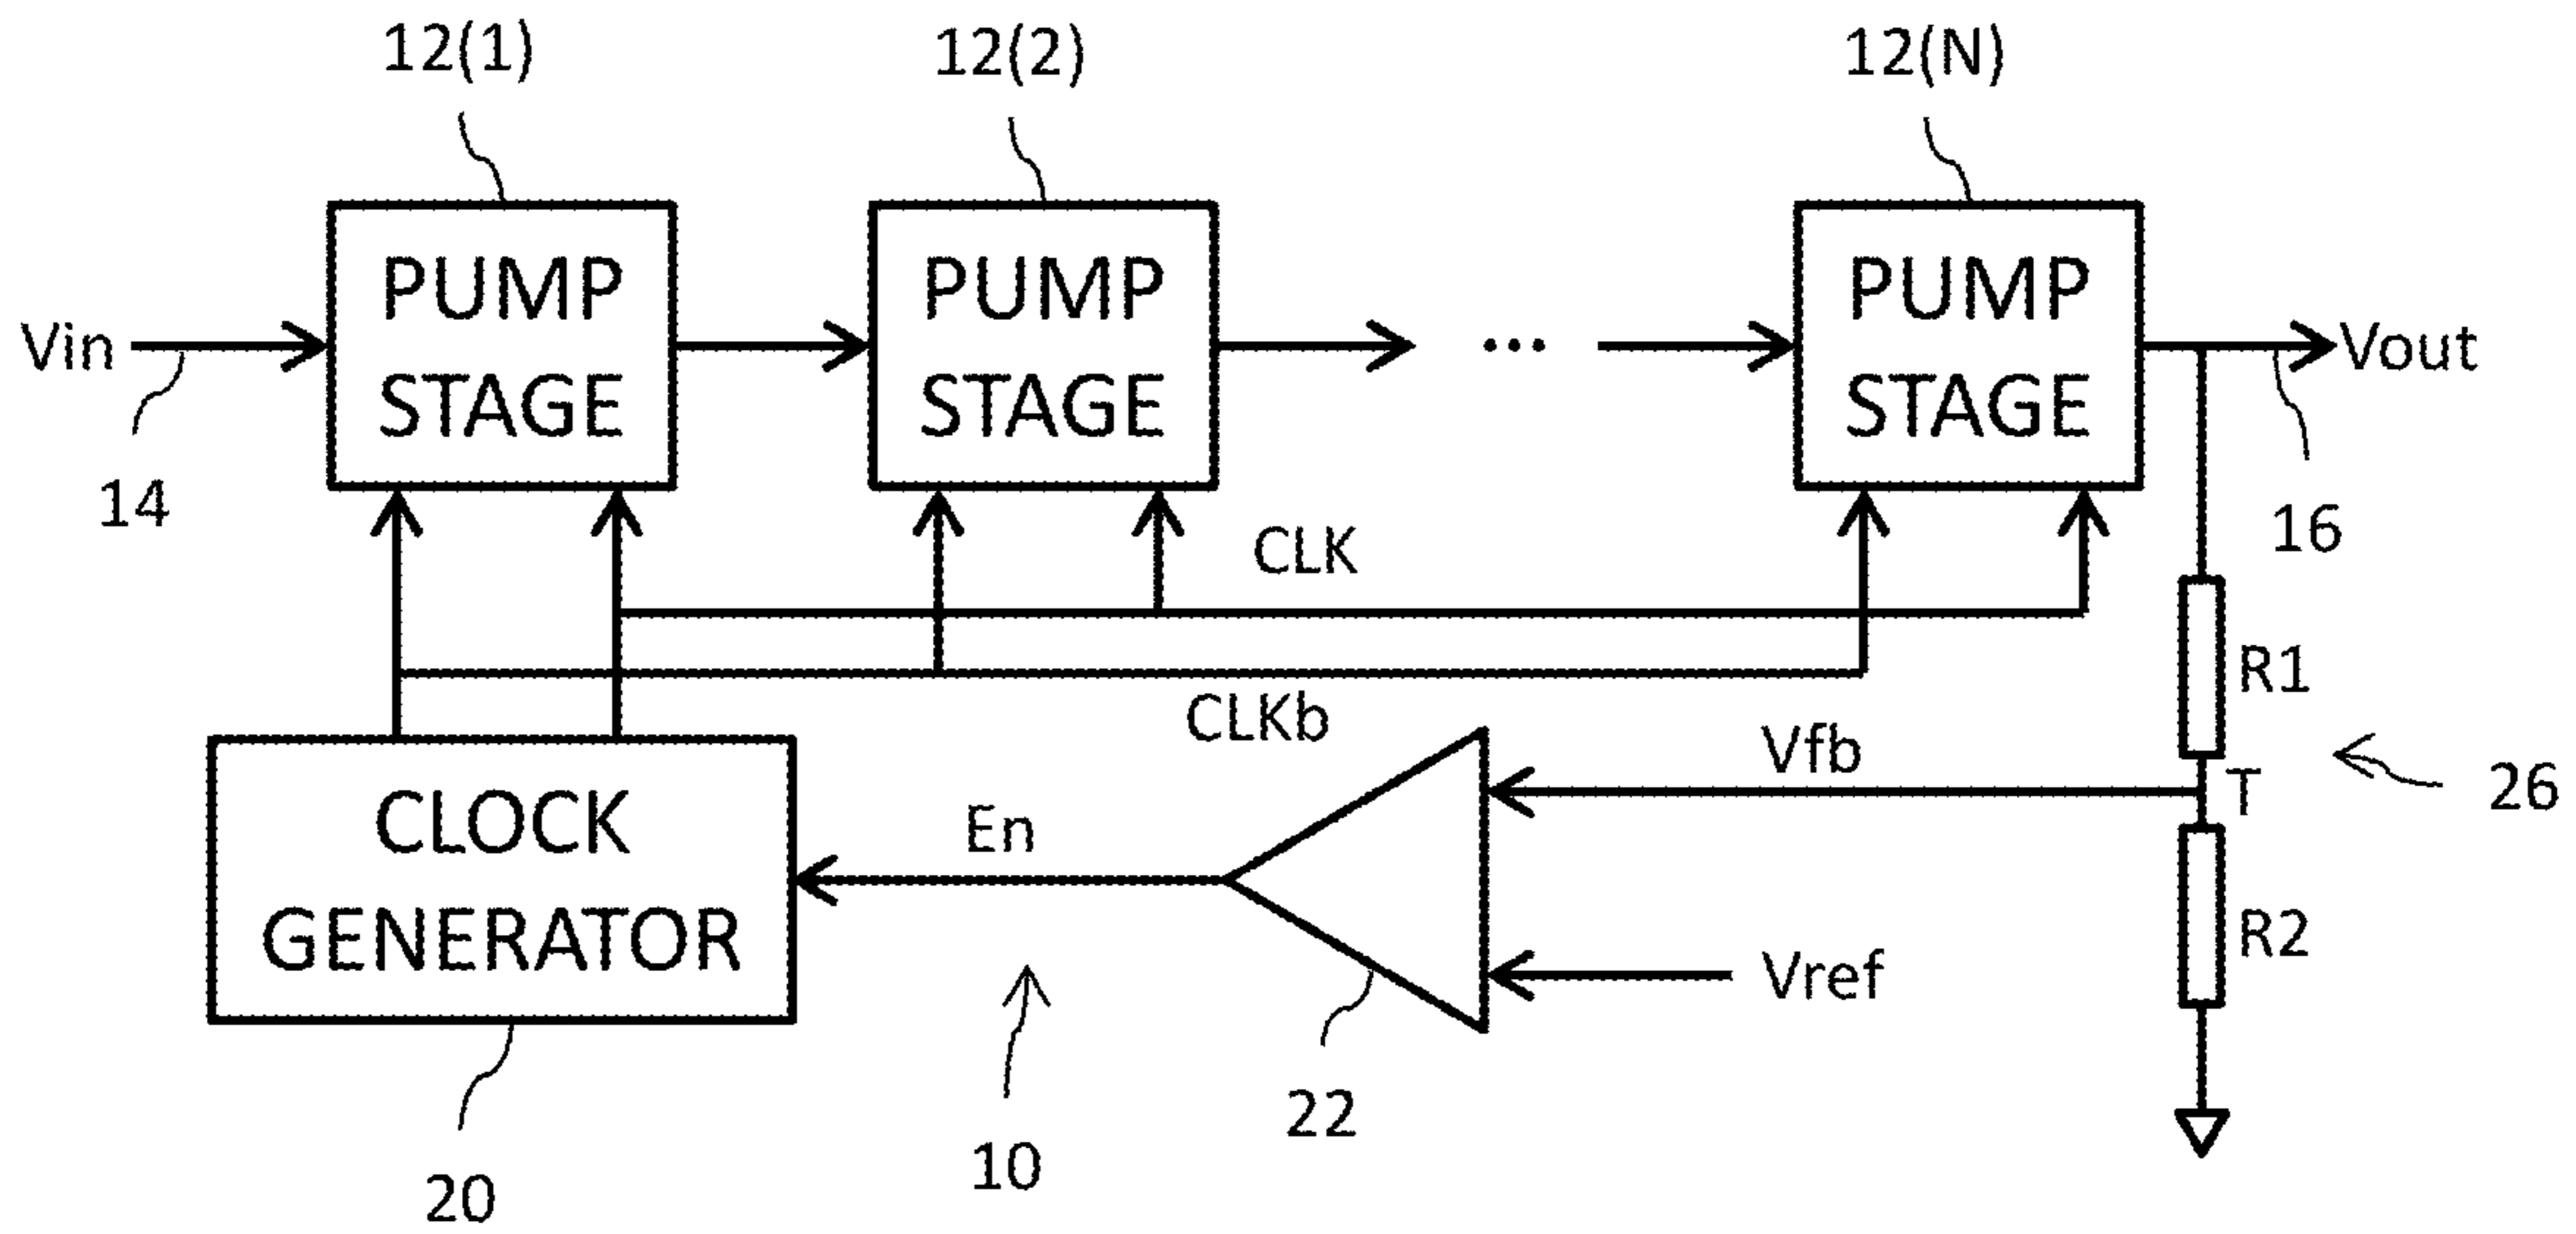 12(1)
12(2)
12(N)
Vin
PUMP
STAGE
PUMP
STAGE
...
PUMP
STAGE
Vout
14
16
CLK
CLKb
R1
Vfb
T
26
CLOCK
GENERATOR
En
Vref
R2
22
10
20